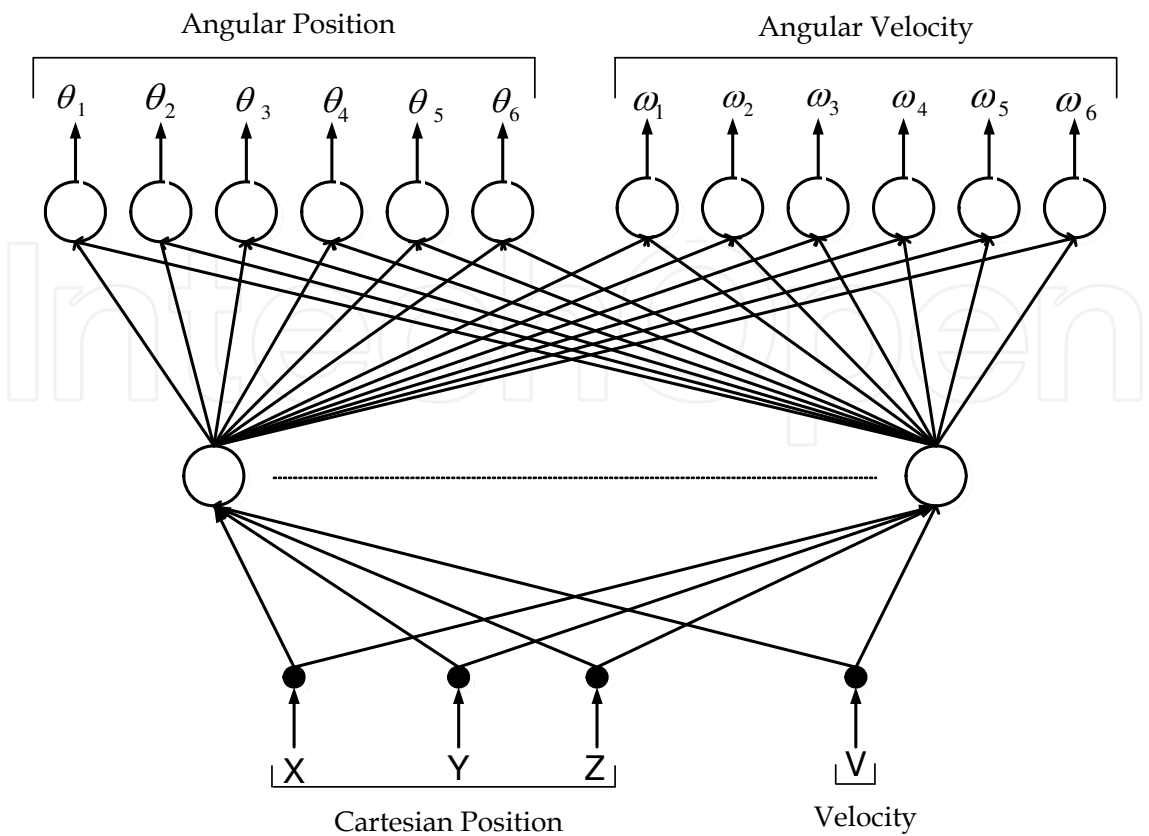 Angular Position Angular Velocity
θ1 θ2 θ3 θ4 θ5 θ6 ω1 ω2 ω3 ω4 ω5 ω6
IntechOpen
X Y Z V
Cartesian Position Velocity